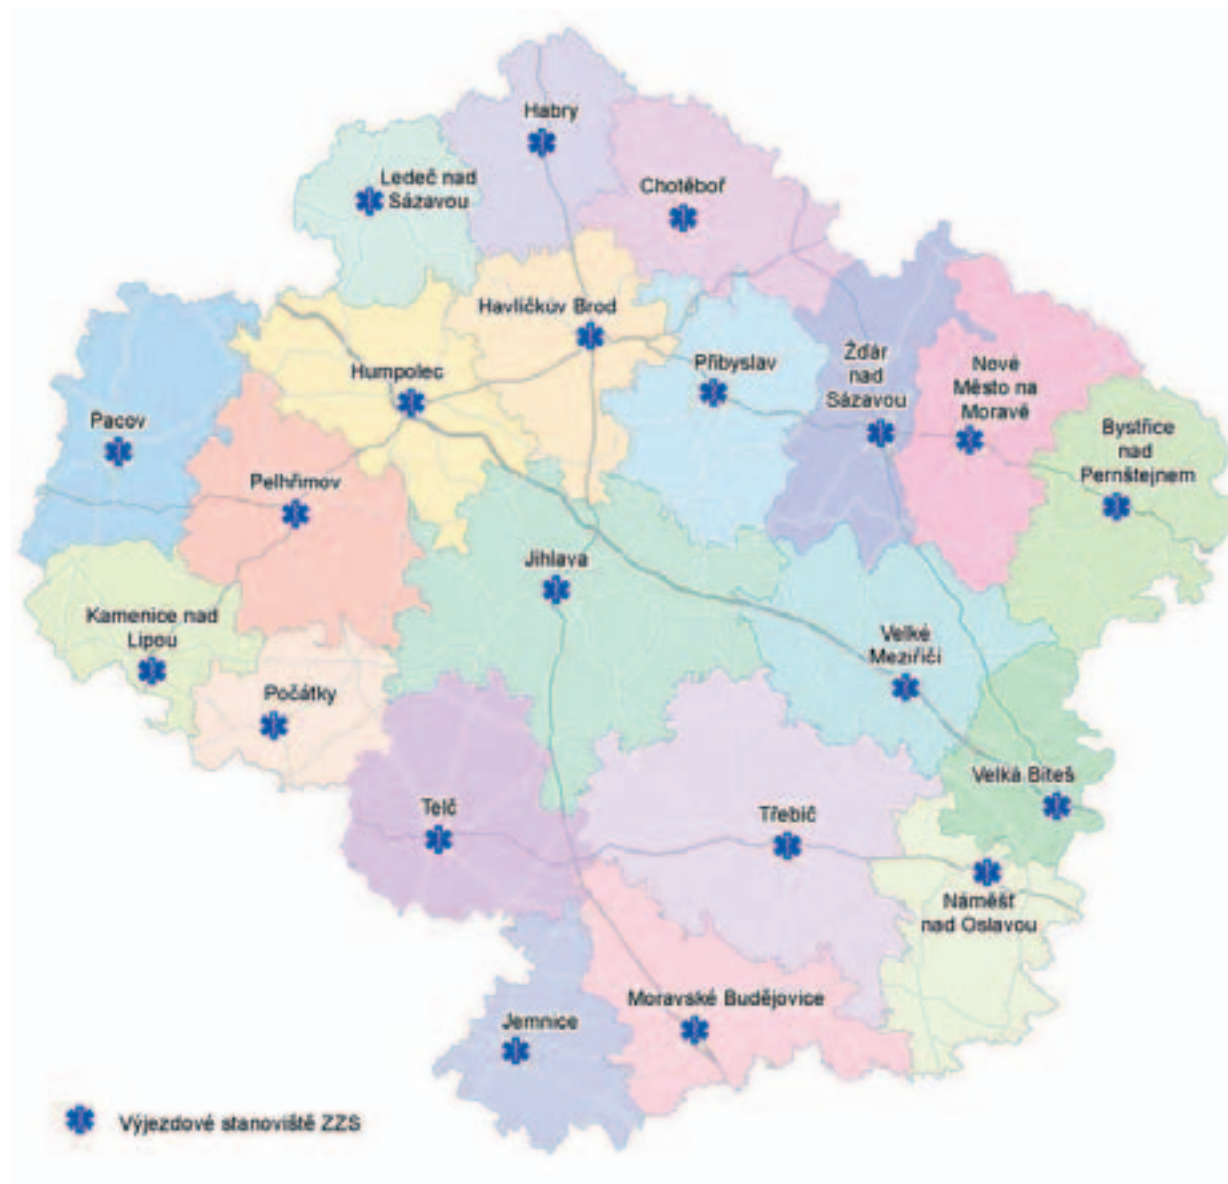 Habry
Ledeč nad
Sázavou
Chotěboř
Havlíčkův Brod
Humpolec
Přibyslav
Žďár
nad
Sázavou
Nové
Město na
Moravě
Bystřice
nad
Pernštejnem
Pacov
Pelhřimov
Jihlava
Kamenice nad
Lipou
Velké
Meziříčí
Počátky
Velká Bíteš
Telč
Třebíč
Náměšť
nad Oslavou
Moravské Budějovice
Jemnice
Výjezdové stanoviště ZZS